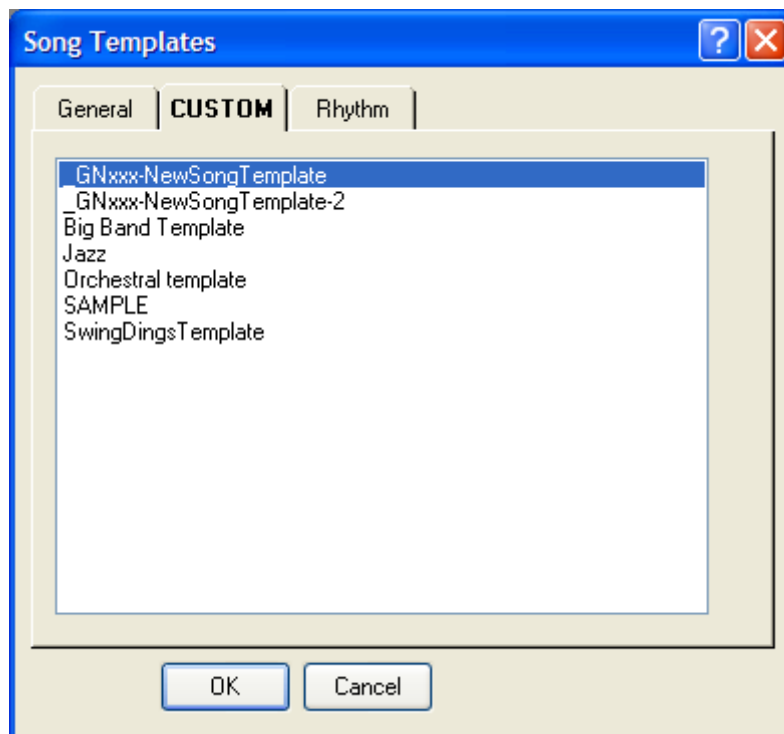 Song Templates
General CUSTOM Rhythm
_GNxxx-NewSongTemplate
_GNxxx-NewSongTemplate-2
Big Band Template
Jazz
Orchestral template
SAMPLE
SwingDingsTemplate
OK Cancel